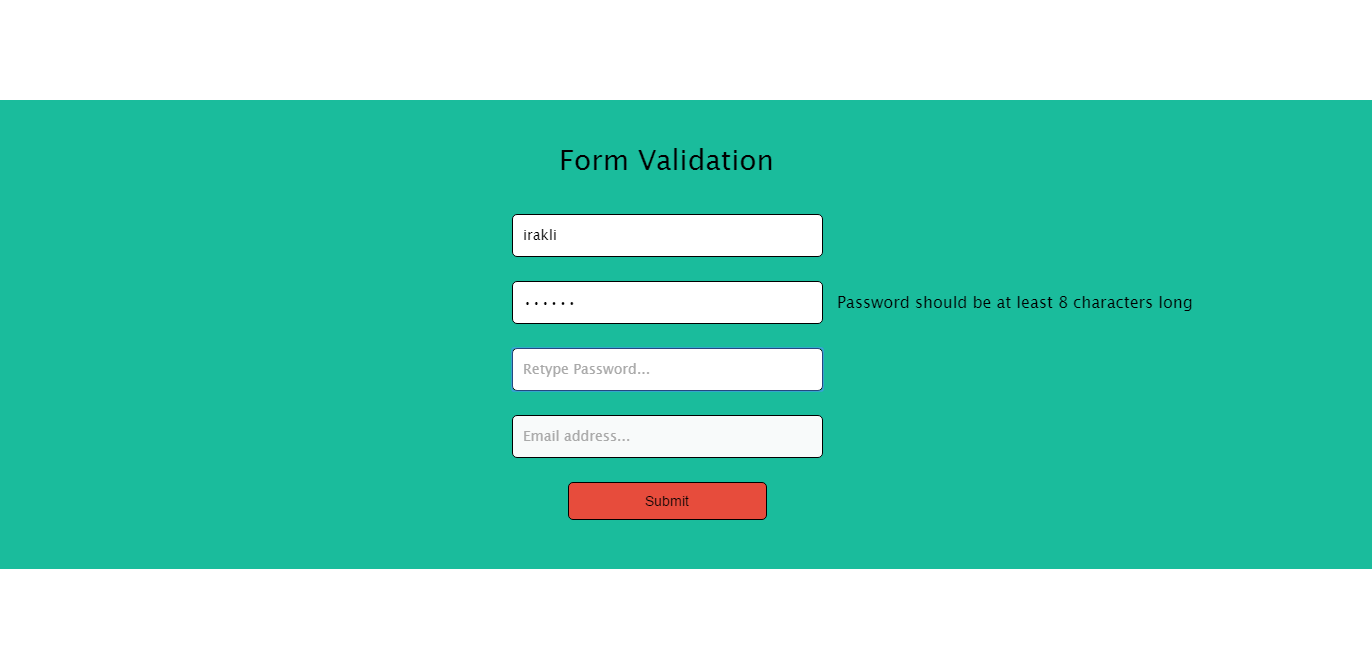 Form Validation
irakli
......
Password should be at least 8 characters long
Retype Password...
Email address...
Submit